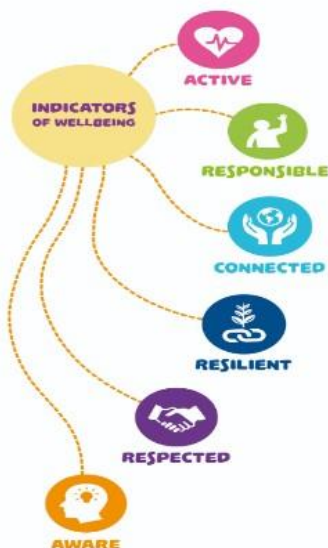 INDICATORS
OF WELLBEING
ACTIVE
RESPONSIBLE
CONNECTED
RESILIENT
RESPECTED
AWARE